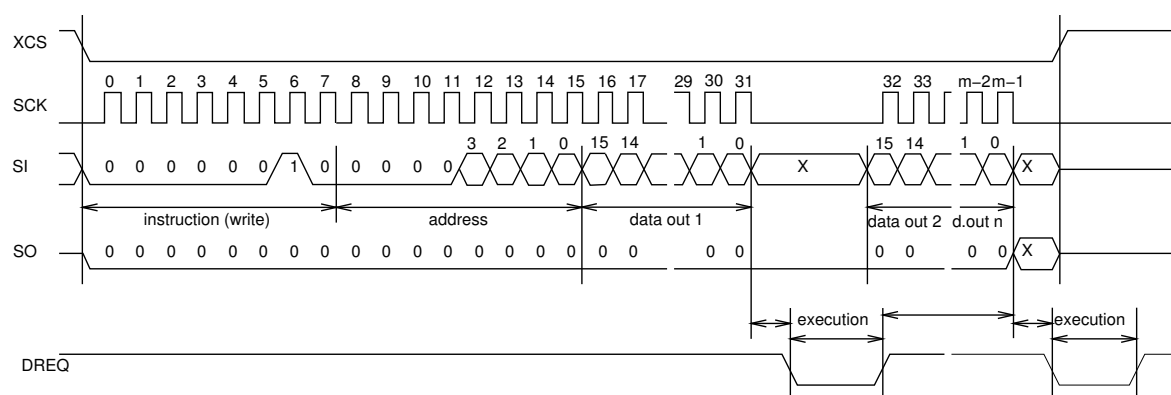 XCS
0 1 2 3 4 5 6 7 8 9 10 11 12 13 14 15 16 17 29 30 31 32 33 m-2 m-1
SCK
3 2 1 0 15 14 1 0 15 14 1 0
SI 0 0 0 0 0 0 1 0 0 0 0 0 X X
instruction (write) address data out 1 data out 2 d.out n
SO 0 0 0 0 0 0 0 0 0 0 0 0 0 0 0 0 0 0 0 0 0 0 0 0 X
execution execution
DREQ